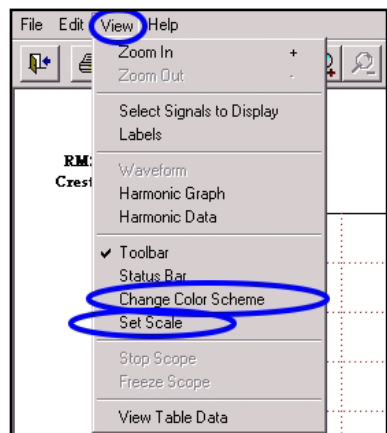 File Edit View Help
Zoom In +
Zoom Out -
Select Signals to Display
Labels
RM
Crest
Waveform
Harmonic Graph
Harmonic Data
✔ Toolbar
Status Bar
Change Color Scheme
Set Scale
Stop Scope
Freeze Scope
View Table Data